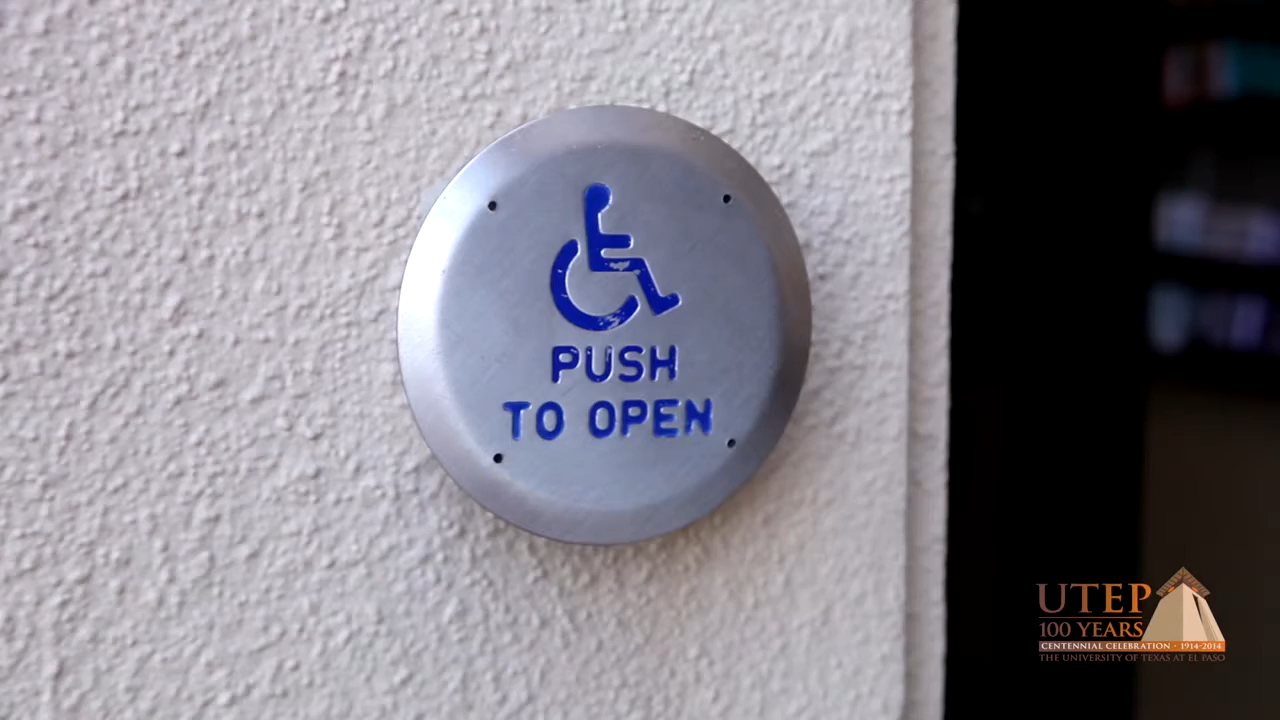 PUSH
TO OPEN
UTEP
100 YEARS
CENTENNIAL CELEBRATION • 1914-2014
THE UNIVERSITY OF TEXAS AT EL PASO